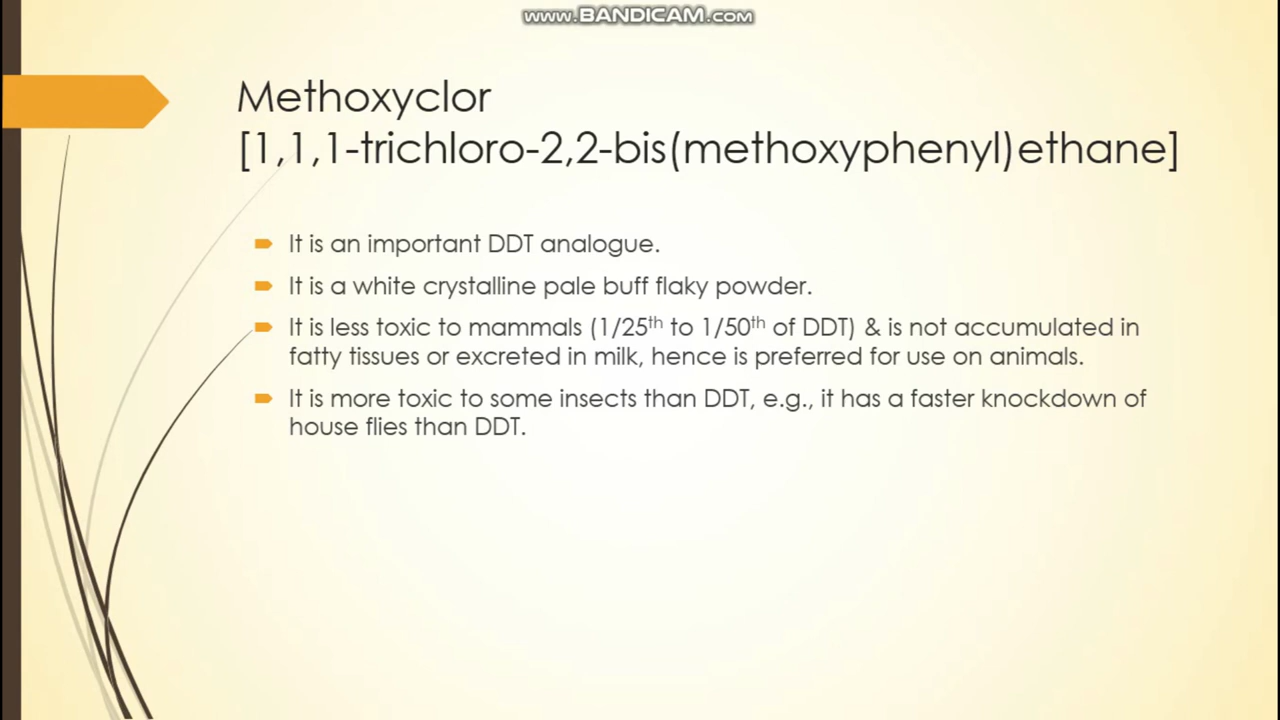 www.BANDICAM.com
Methoxyclor
[1,1,1-trichloro-2,2-bis(methoxyphenyl)ethane]
It is an important DDT analogue.
It is a white crystalline pale buff flaky powder.
It is less toxic to mammals (1/25th to 1/50th of DDT) & is not accumulated in
fatty tissues or excreted in milk, hence is preferred for use on animals.
It is more toxic to some insects than DDT, e.g., it has a faster knockdown of
house flies than DDT.